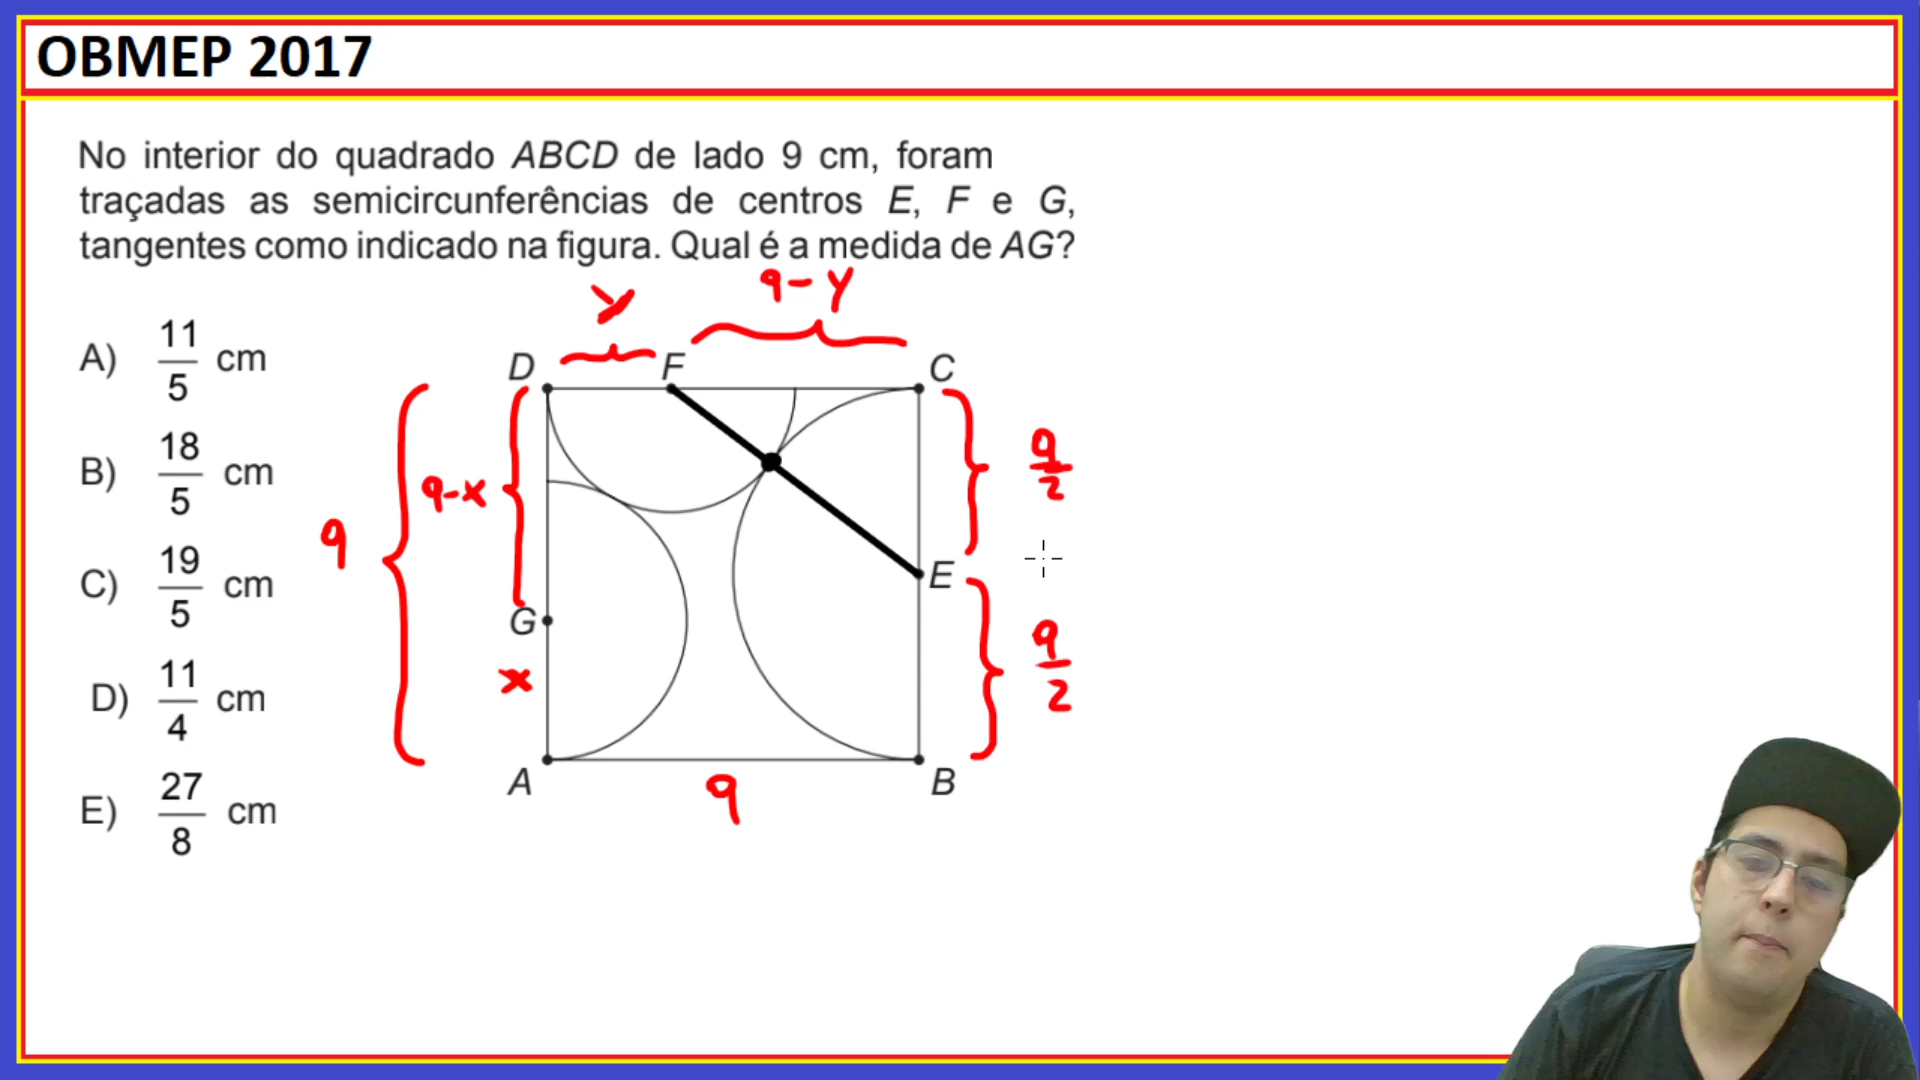 OBMEP 2017
No interior do quadrado ABCD de lado 9 cm, foram
traçadas as semicircunferências de centros E, F e G,
tangentes como indicado na figura. Qual é a medida de AG?
A) 11/5 cm
B) 18/5 cm
C) 19/5 cm
D) 11/4 cm
E) 27/8 cm
y
9-y
D
F
C
9
9-x
9/2
E
G
x
9/2
A
9
B